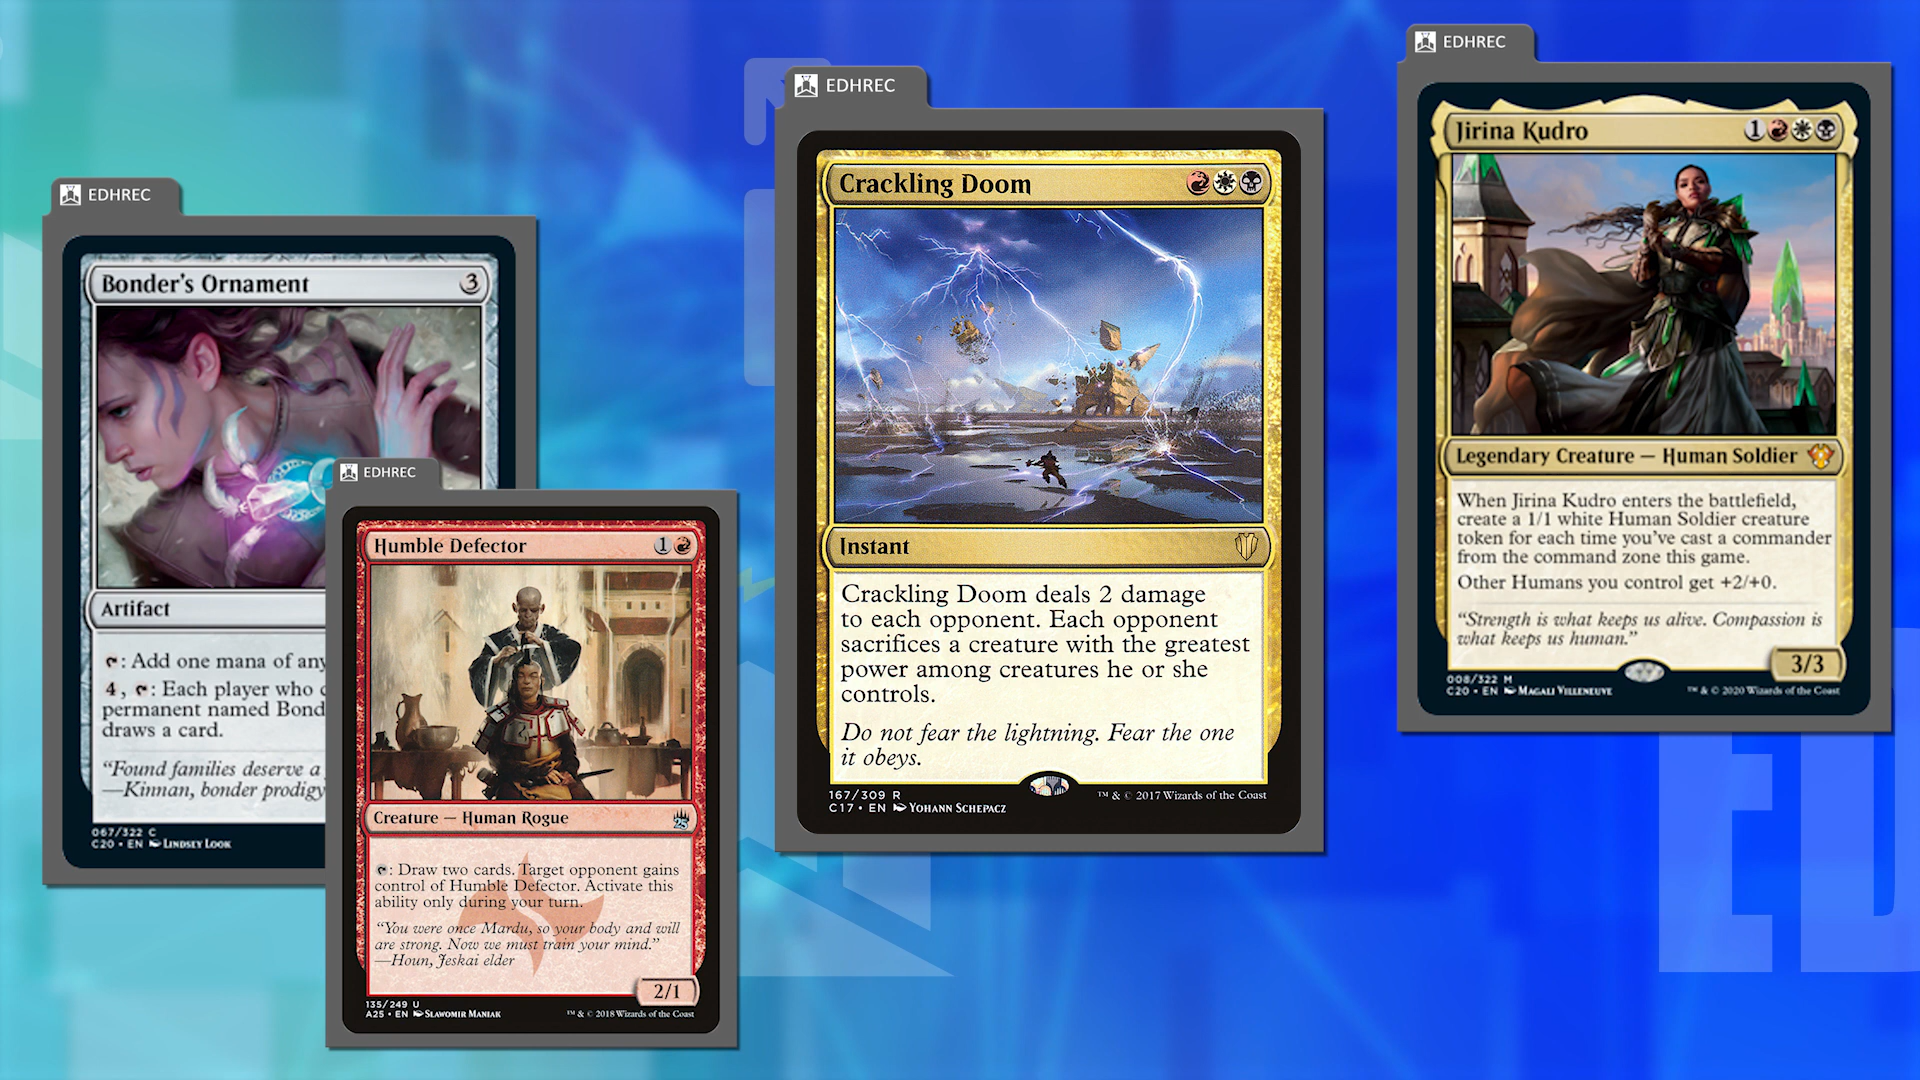 EDHREC
Bonder's Ornament 3
Artifact
: Add one mana of any
4, : Each player who
permanent named Bond
draws a card.
"Found families deserve a
—Kinnan, bonder prodigy
067/322 C
C20 • EN LINDSEY LOOK
EDHREC
Humble Defector 1
Creature — Human Rogue
25
: Draw two cards. Target opponent gains
control of Humble Defector. Activate this
ability only during your turn.
"You were once Mardu, so your body and will
are strong. Now we must train your mind."
—Houn, Jeskai elder
2/1
135/249 U
A25 • EN SLAWOMIR MANIAK
™ & © 2018 Wizards of the Coast
EDHREC
Crackling Doom
Instant
Crackling Doom deals 2 damage
to each opponent. Each opponent
sacrifices a creature with the greatest
power among creatures he or she
controls.
Do not fear the lightning. Fear the one
it obeys.
167/309 R
C17 • EN YOHANN SCHEPACZ
™ & © 2017 Wizards of the Coast
EDHREC
Jirina Kudro 1
Legendary Creature — Human Soldier
When Jirina Kudro enters the battlefield,
create a 1/1 white Human Soldier creature
token for each time you've cast a commander
from the command zone this game.
Other Humans you control get +2/+0.
"Strength is what keeps us alive. Compassion is
what keeps us human."
3/3
008/322 M
C20 • EN MAGALI VILLENEUVE
™ & © 2020 Wizards of the Coast